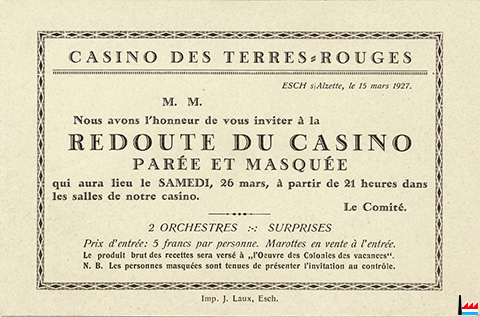 CASINO DES TERRES-ROUGES
ESCH s/Alzette, le 15 mars 1927.
M. M.
Nous avons l'honneur de vous inviter à la
REDOUTE DU CASINO
PARÉE ET MASQUÉE
qui aura lieu le SAMEDI, 26 mars, à partir de 21 heures dans
les salles de notre casino.
Le Comité.
2 ORCHESTRES :-: SURPRISES
Prix d'entrée: 5 francs par personne. Marottes en vente à l'entrée.
Le produit brut des recettes sera versé à „l'Oeuvre des Colonies des vacances“.
N. B. Les personnes masquées sont tenues de présenter l'invitation au contrôle.
Imp. J. Laux, Esch.